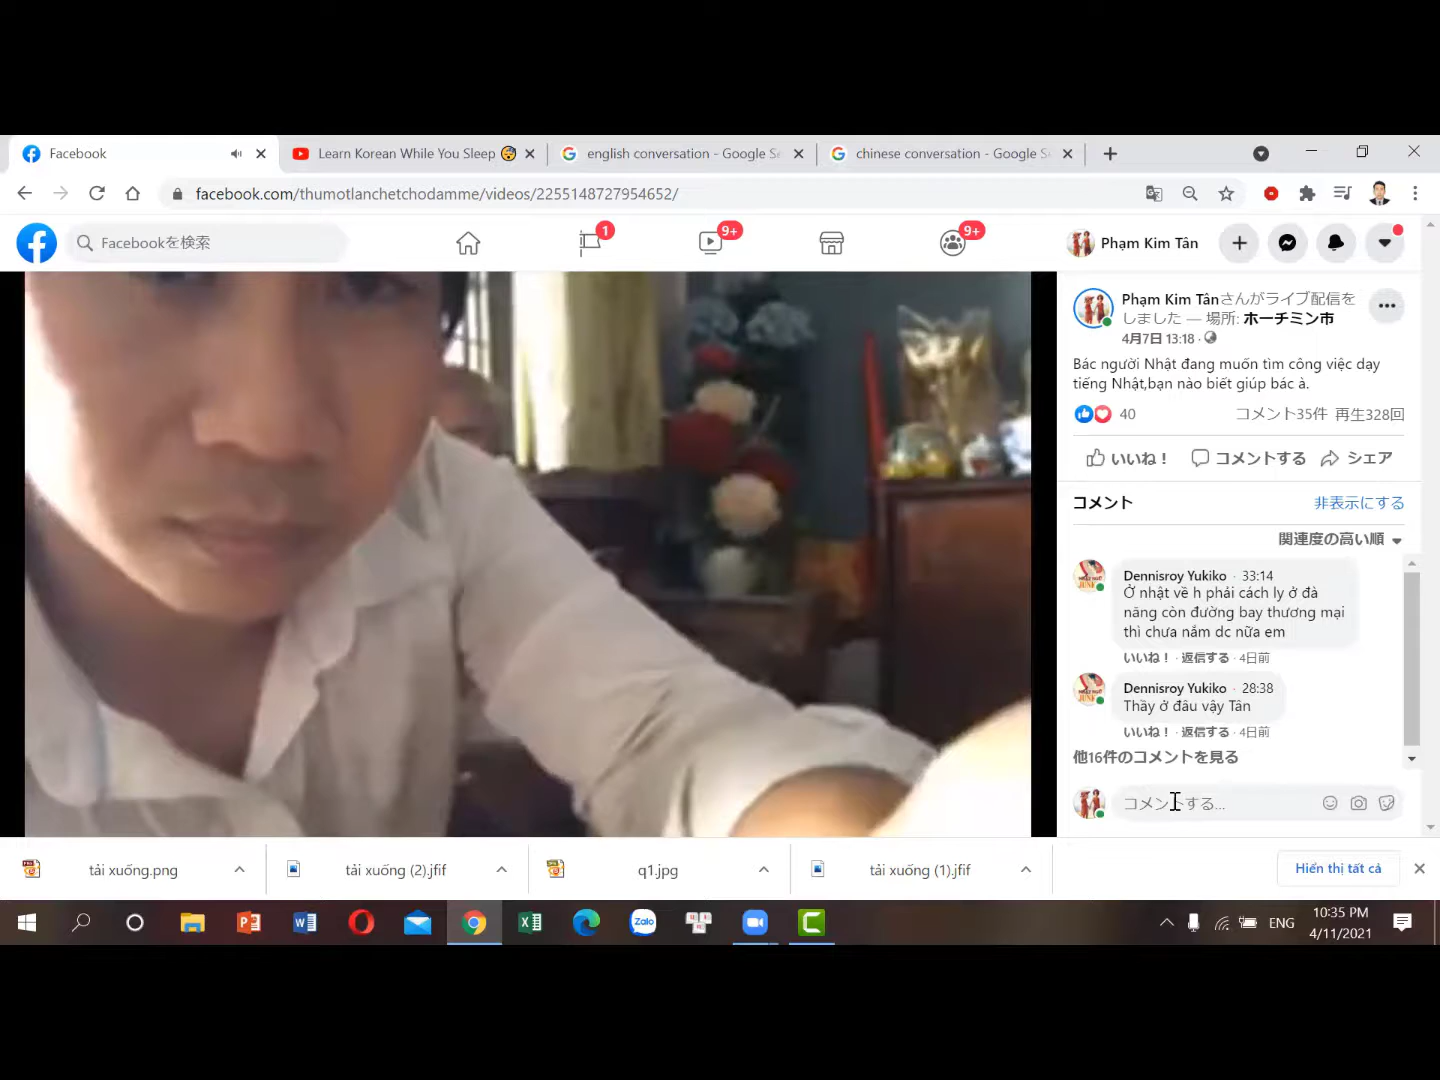 Facebook
Learn Korean While You Sleep 😴
english conversation - Google Se
chinese conversation - Google Se
facebook.com/thumotlanchetchodamme/videos/2255148727954652/
Facebookを検索
1
9+
9+
Phạm Kim Tân
Phạm Kim Tânさんがライブ配信を
しました — 場所: ホーチミン市
4月7日 13:18 ·
Bác người Nhật đang muốn tìm công việc dạy
tiếng Nhật,bạn nào biết giúp bác à.
40
コメント35件 再生328回
いいね! コメントする シェア
コメント
非表示にする
関連度の高い順
Dennisroy Yukiko · 33:14
Ở nhật về h phải cách ly ở đà
năng còn đường bay thương mại
thì chưa nắm dc nữa em
いいね! · 返信する · 4日前
Dennisroy Yukiko · 28:38
Thầy ở đâu vậy Tân
いいね! · 返信する · 4日前
他16件のコメントを見る
コメントする...
tải xuống.png
tải xuống (2).jfif
q1.jpg
tải xuống (1).jfif
Hiển thị tất cả
Zalo
ENG
10:35 PM
4/11/2021